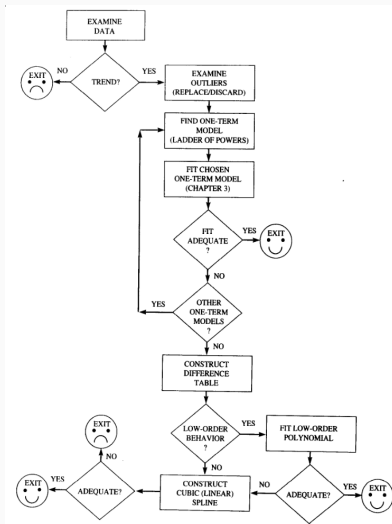 EXAMINE
DATA
EXIT
NO
TREND?
YES
EXAMINE
OUTLIERS
(REPLACE/DISCARD)
FIND ONE-TERM
MODEL
(LADDER OF POWERS)
FIT CHOSEN
ONE-TERM MODEL
(CHAPTER 3)
FIT
ADEQUATE
?
YES
EXIT
NO
YES
OTHER
ONE-TERM
MODELS
?
NO
CONSTRUCT
DIFFERENCE
TABLE
LOW-ORDER
BEHAVIOR
?
YES
FIT LOW-ORDER
POLYNOMIAL
NO
EXIT
NO
EXIT
YES
ADEQUATE?
CONSTRUCT
CUBIC (LINEAR)
SPLINE
NO
ADEQUATE?
YES
EXIT